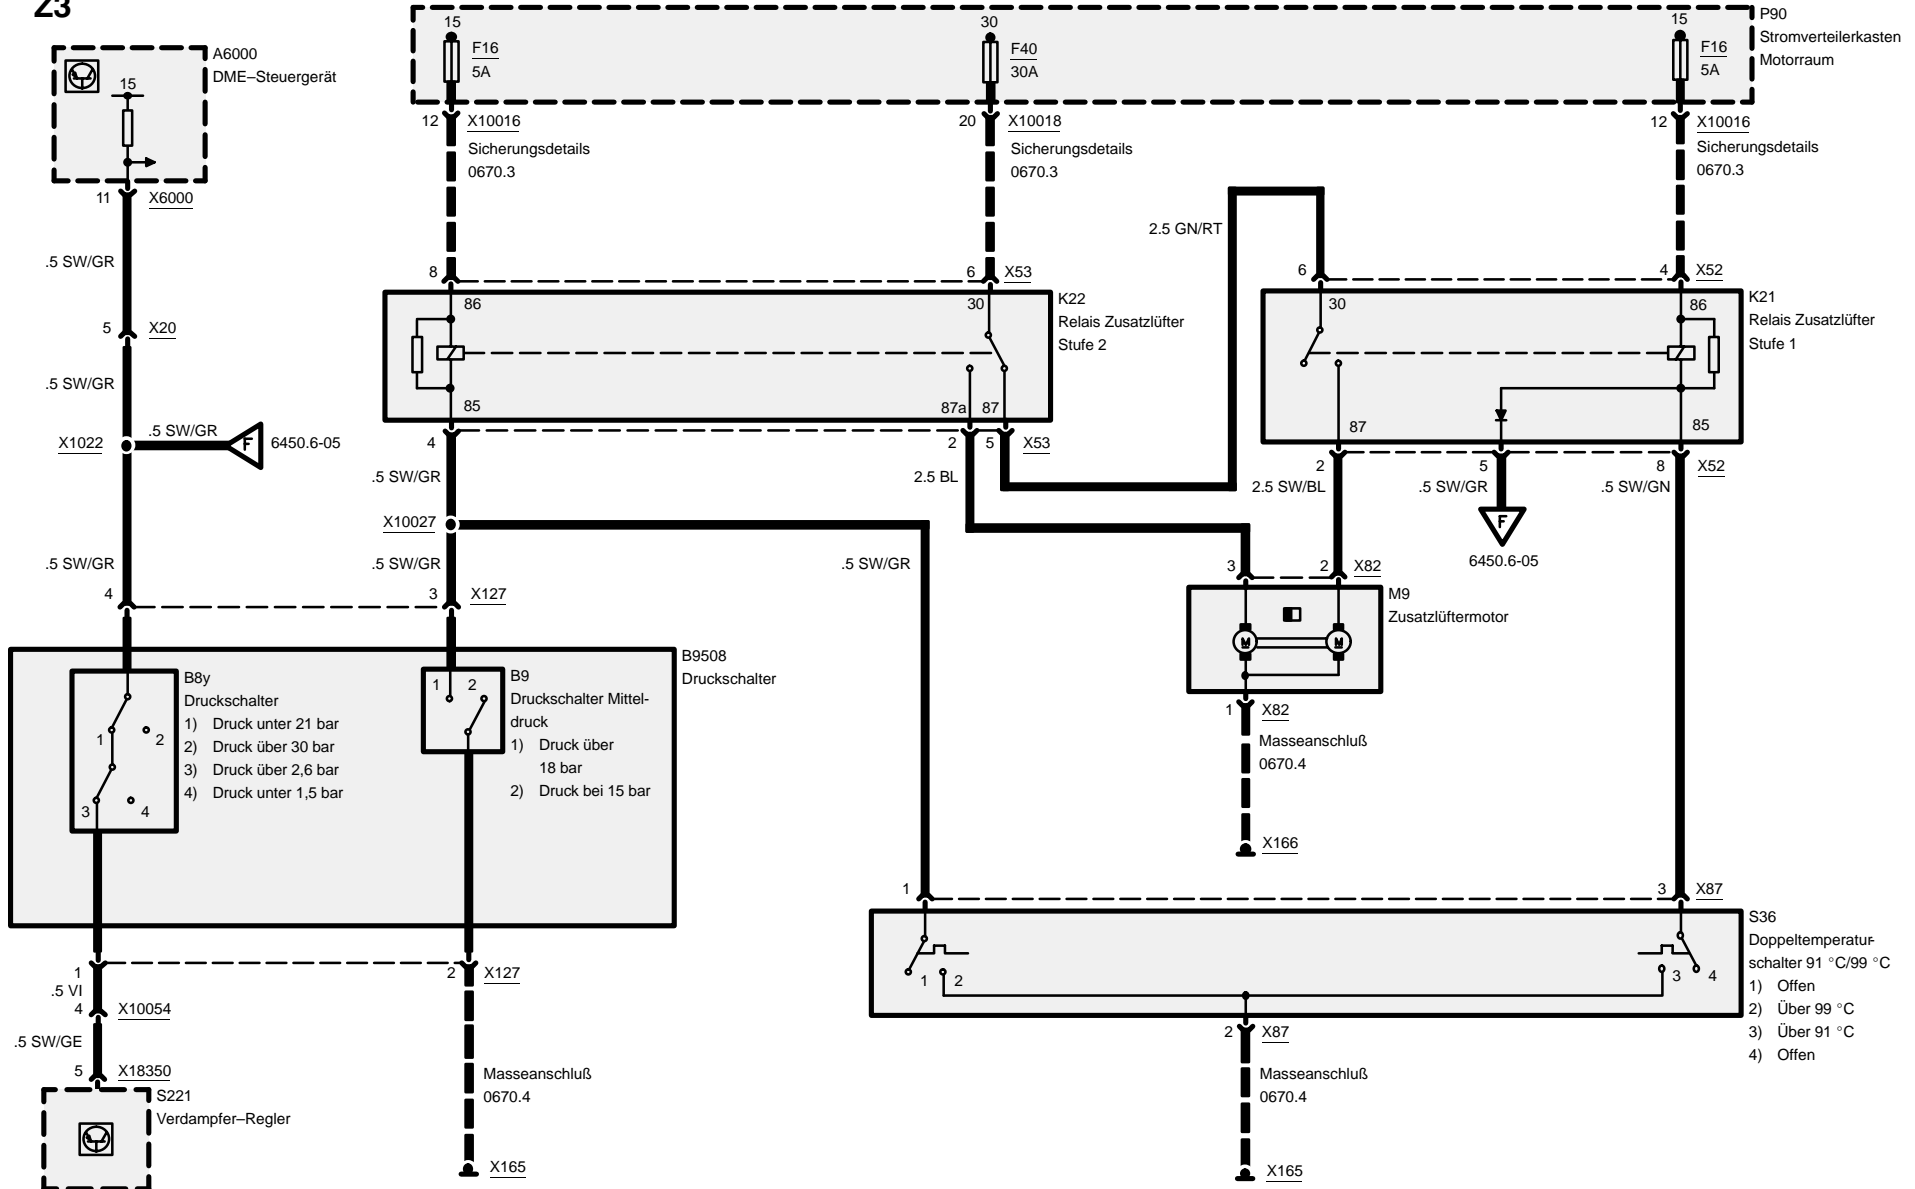 Z3
A6000
DME–Steuergerät
15
11
X6000
.5 SW/GR
5
X20
.5 SW/GR
X1022
.5 SW/GR
F
6450.6-05
.5 SW/GR
4
15
F16
5A
30
F40
30A
15
F16
5A
P90
Stromverteilerkasten
Motorraum
12
X10016
Sicherungsdetails
0670.3
20
X10018
Sicherungsdetails
0670.3
12
X10016
Sicherungsdetails
0670.3
2.5 GN/RT
8
6
X53
86
30
K22
Relais Zusatzlüfter
Stufe 2
85
87a
87
4
2
5
X53
6
4
X52
30
86
K21
Relais Zusatzlüfter
Stufe 1
87
85
2
5
8
X52
.5 SW/GR
2.5 BL
2.5 SW/BL
.5 SW/GR
.5 SW/GN
F
6450.6-05
X10027
.5 SW/GR
.5 SW/GR
3
X127
3
2
X82
M9
Zusatzlüftermotor
M
M
1
X82
Masseanschluß
0670.4
X166
B9508
Druckschalter
B8y
Druckschalter
1) Druck unter 21 bar
2) Druck über 30 bar
3) Druck über 2,6 bar
4) Druck unter 1,5 bar
1
2
3
4
B9
Druckschalter Mittel-
druck
1) Druck über
18 bar
2) Druck bei 15 bar
1
2
1
2
X127
.5 VI
4
X10054
.5 SW/GE
5
X18350
S221
Verdampfer–Regler
Masseanschluß
0670.4
X165
1
3
X87
S36
Doppeltemperatur-
schalter 91 °C/99 °C
1) Offen
2) Über 99 °C
3) Über 91 °C
4) Offen
1
2
3
4
2
X87
Masseanschluß
0670.4
X165